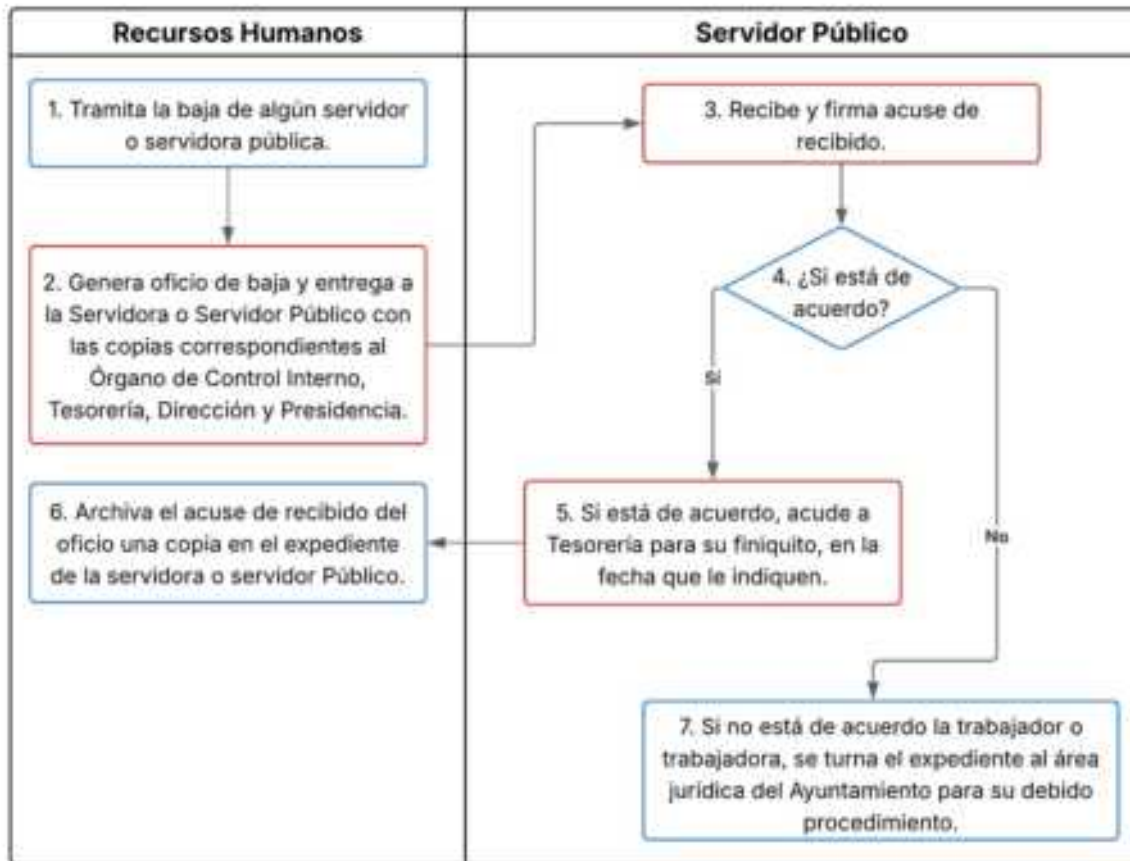 Recursos Humanos
Servidor Público
1. Tramita la baja de algún servidor
o servidora pública.
2. Genera oficio de baja y entrega a
la Servidora o Servidor Público con
las copias correspondientes al
Órgano de Control Interno,
Tesorería, Dirección y Presidencia.
3. Recibe y firma acuse de
recibido.
4. ¿Si está de
acuerdo?
Si
No
5. Si está de acuerdo, acude a
Tesorería para su finiquito, en la
fecha que le indiquen.
6. Archiva el acuse de recibido del
oficio una copia en el expediente
de la servidora o servidor Público.
7. Si no está de acuerdo la trabajador o
trabajadora, se turna el expediente al área
jurídica del Ayuntamiento para su debido
procedimiento.